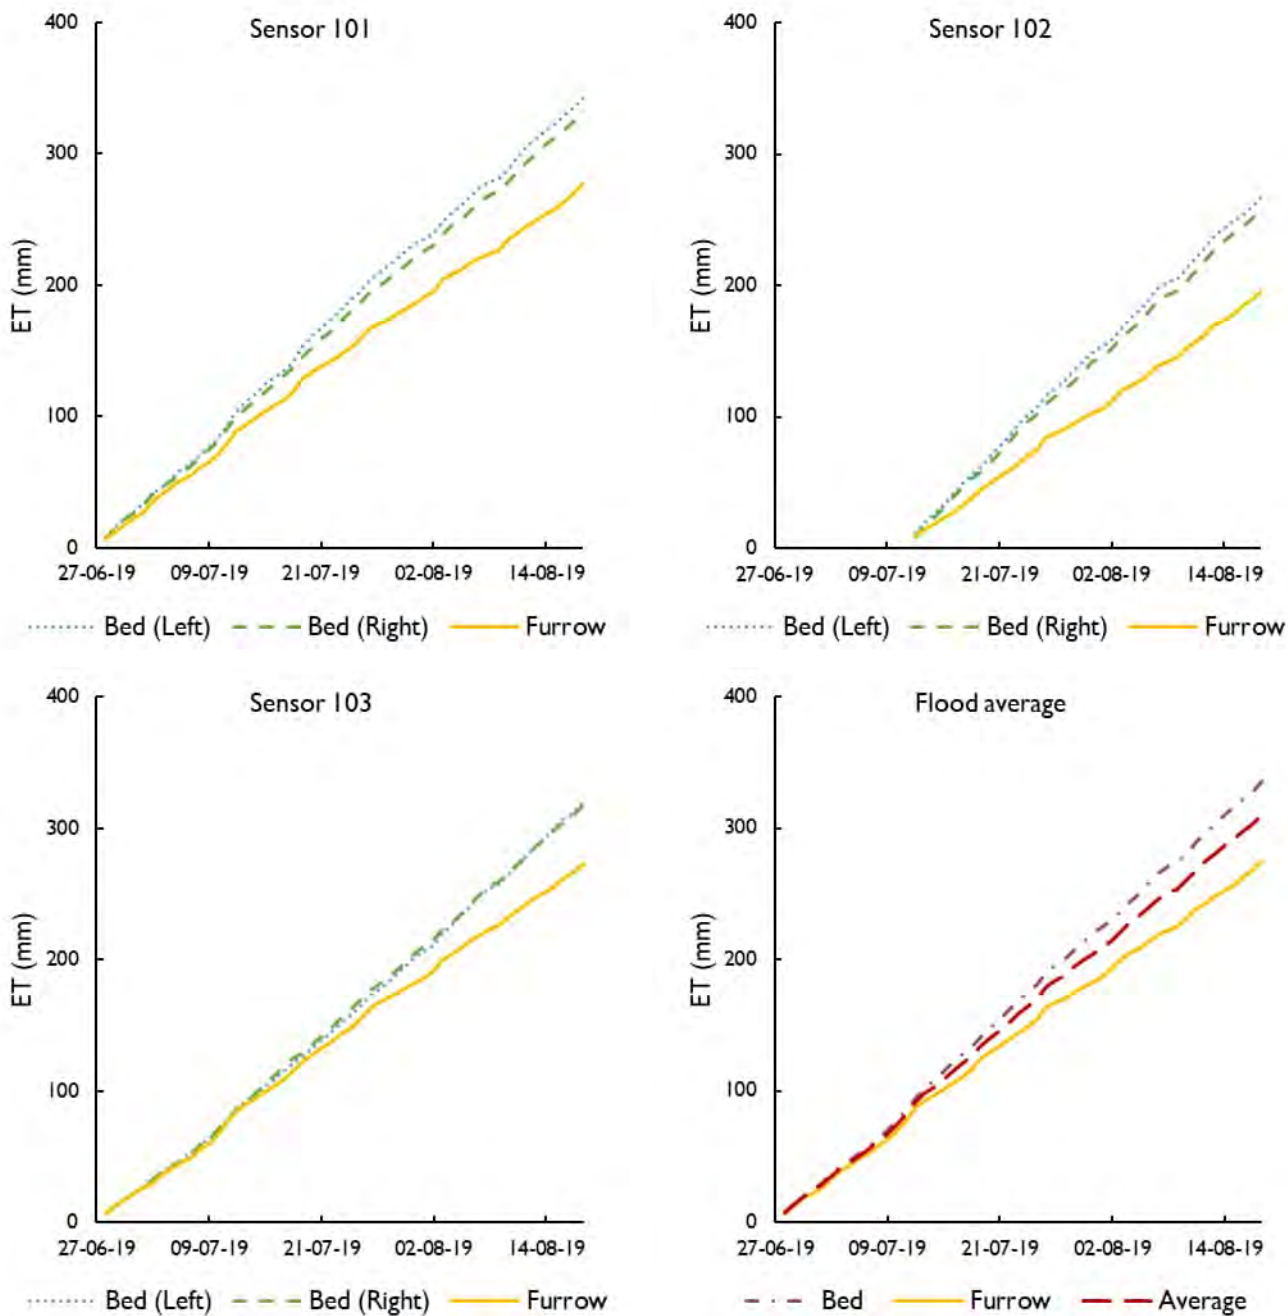 Sensor 101
400
300
200
100
0
ET (mm)
27-06-19 09-07-19 21-07-19 02-08-19 14-08-19
Bed (Left) Bed (Right) Furrow
Sensor 102
400
300
200
100
0
ET (mm)
27-06-19 09-07-19 21-07-19 02-08-19 14-08-19
Bed (Left) Bed (Right) Furrow
Sensor 103
400
300
200
100
0
ET (mm)
27-06-19 09-07-19 21-07-19 02-08-19 14-08-19
Bed (Left) Bed (Right) Furrow
Flood average
400
300
200
100
0
ET (mm)
27-06-19 09-07-19 21-07-19 02-08-19 14-08-19
Bed Furrow Average